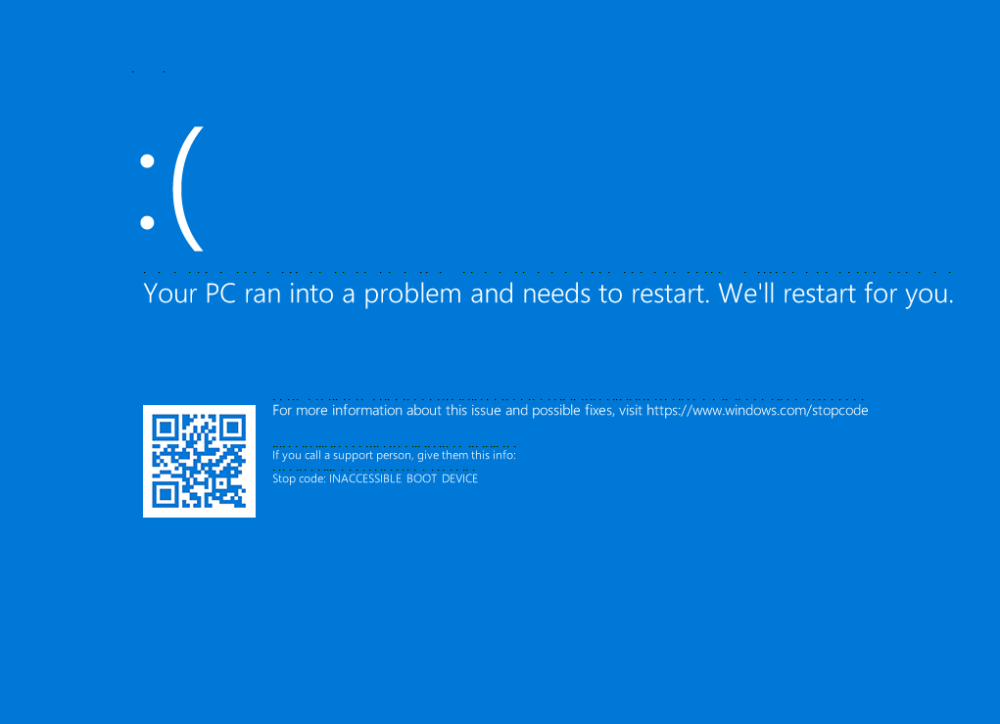 :(
Your PC ran into a problem and needs to restart. We'll restart for you.
For more information about this issue and possible fixes, visit https://www.windows.com/stopcode
If you call a support person, give them this info:
Stop code: INACCESSIBLE BOOT DEVICE